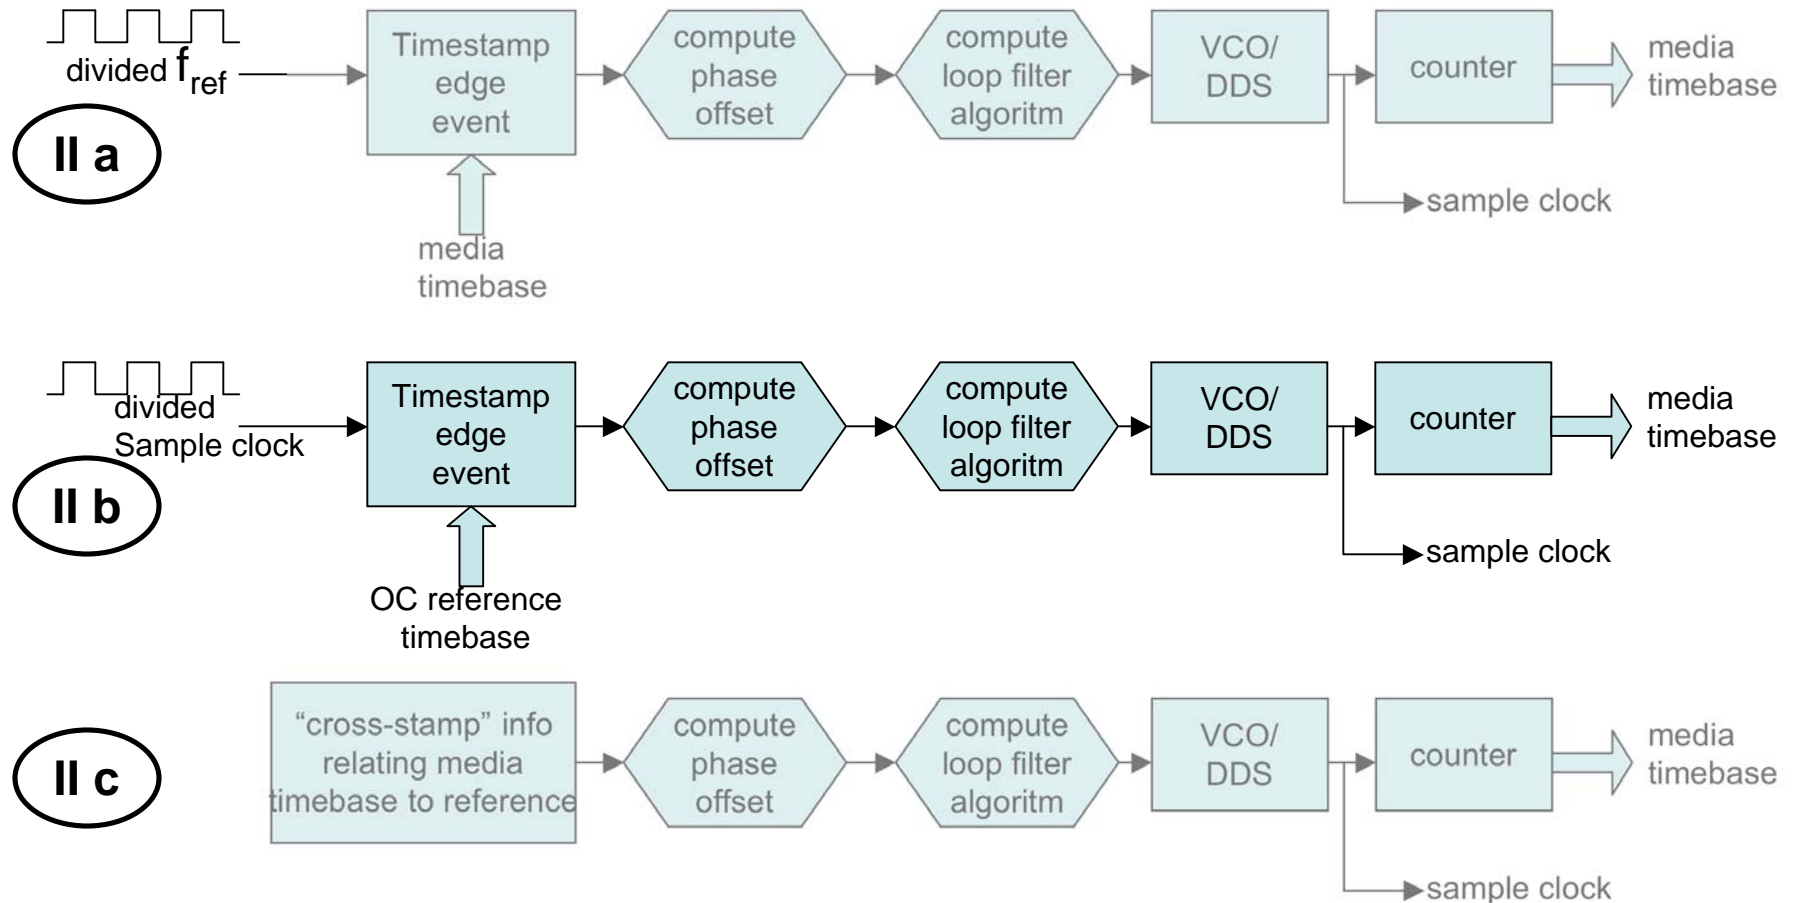 divided fref
II a
Timestamp
edge
event
media
timebase
compute
phase
offset
compute
loop filter
algoritm
VCO/
DDS
counter
media
timebase
sample clock
divided
Sample clock
II b
Timestamp
edge
event
OC reference
timebase
compute
phase
offset
compute
loop filter
algoritm
VCO/
DDS
counter
media
timebase
sample clock
II c
“cross-stamp” info
relating media
timebase to reference
compute
phase
offset
compute
loop filter
algoritm
VCO/
DDS
counter
media
timebase
sample clock